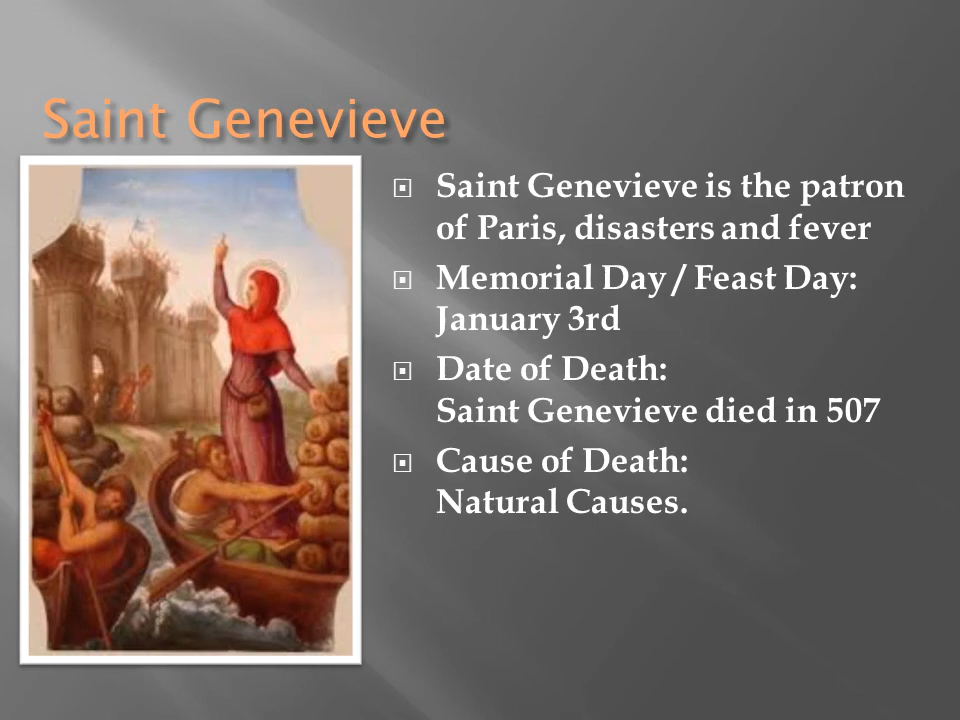 Saint Genevieve
Saint Genevieve is the patron
of Paris, disasters and fever
Memorial Day / Feast Day:
January 3rd
Date of Death:
Saint Genevieve died in 507
Cause of Death:
Natural Causes.